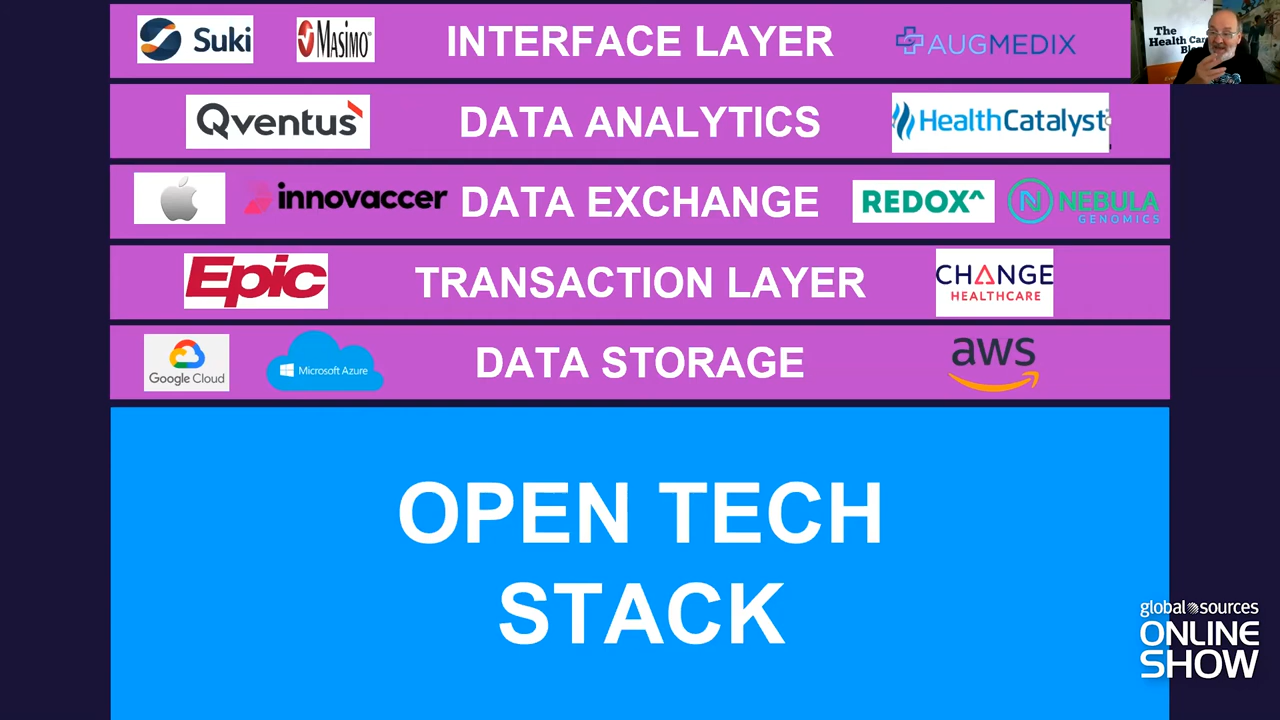 Suki Masimo INTERFACE LAYER AUGMEDIX
The
Health Care
Qventus DATA ANALYTICS HealthCatalyst
innovaccer DATA EXCHANGE REDOX^ NEBULA
GENOMICS
Epic TRANSACTION LAYER CHANGE
HEALTHCARE
Google Cloud Microsoft Azure DATA STORAGE aws
OPEN TECH
STACK
global sources
ONLINE
SHOW